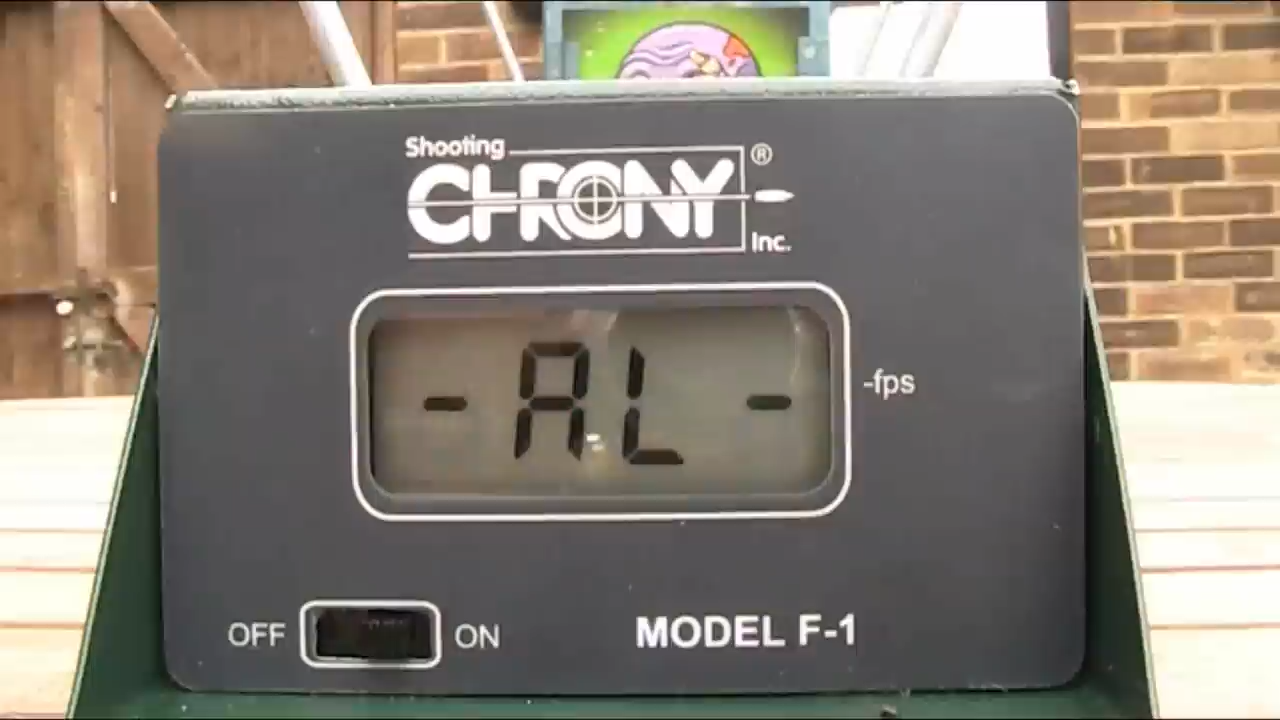 Shooting
CHRONY®
Inc.
- AL -
-fps
OFF ON
MODEL F-1